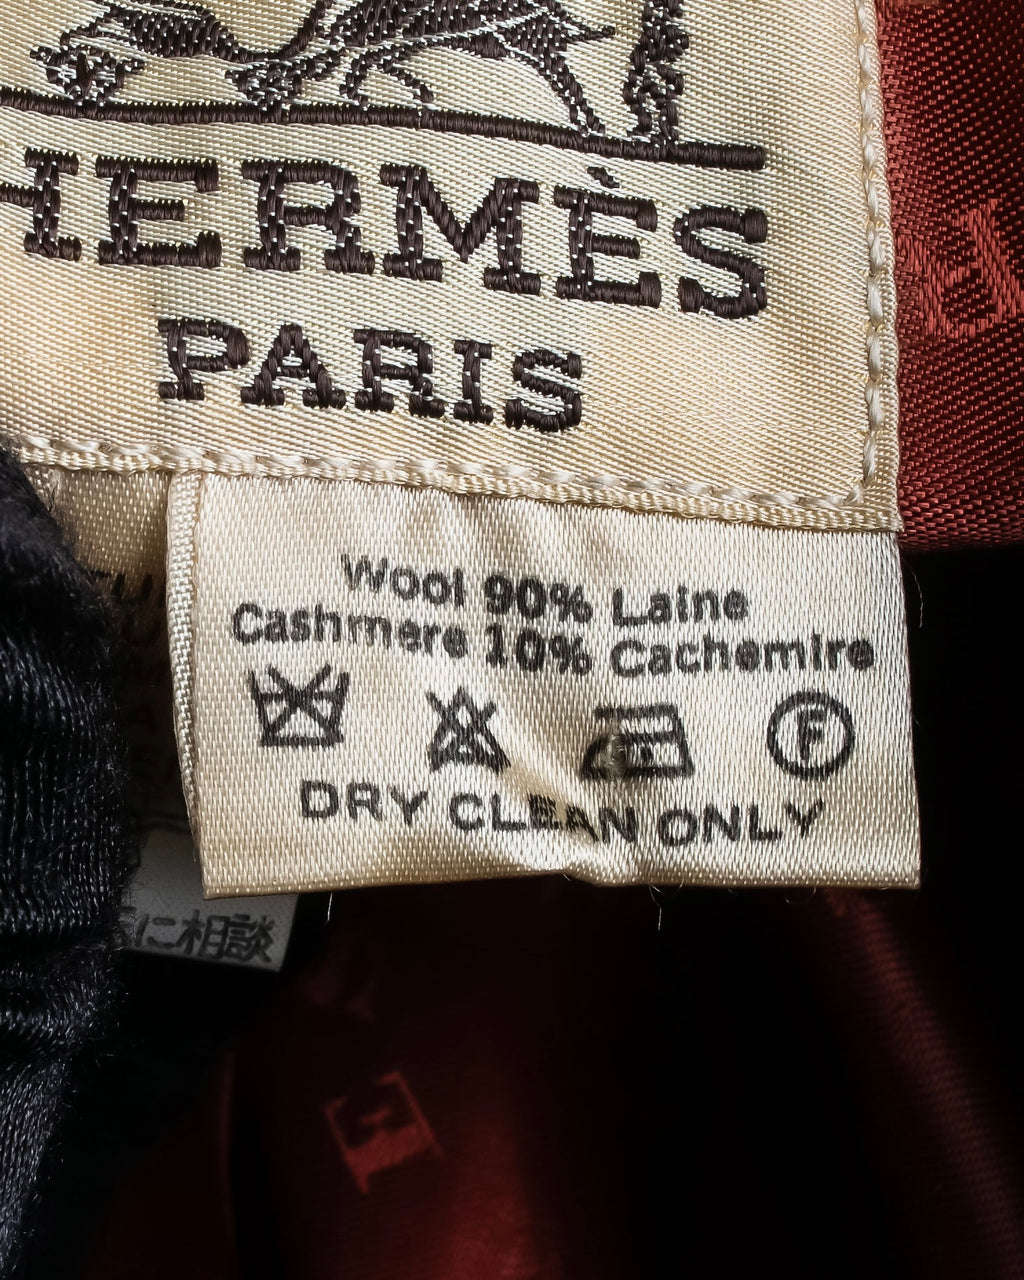 HERMÈS
PARIS
Wool 90% Laine
Cashmere 10% Cachemire
F
DRY CLEAN ONLY
に相談